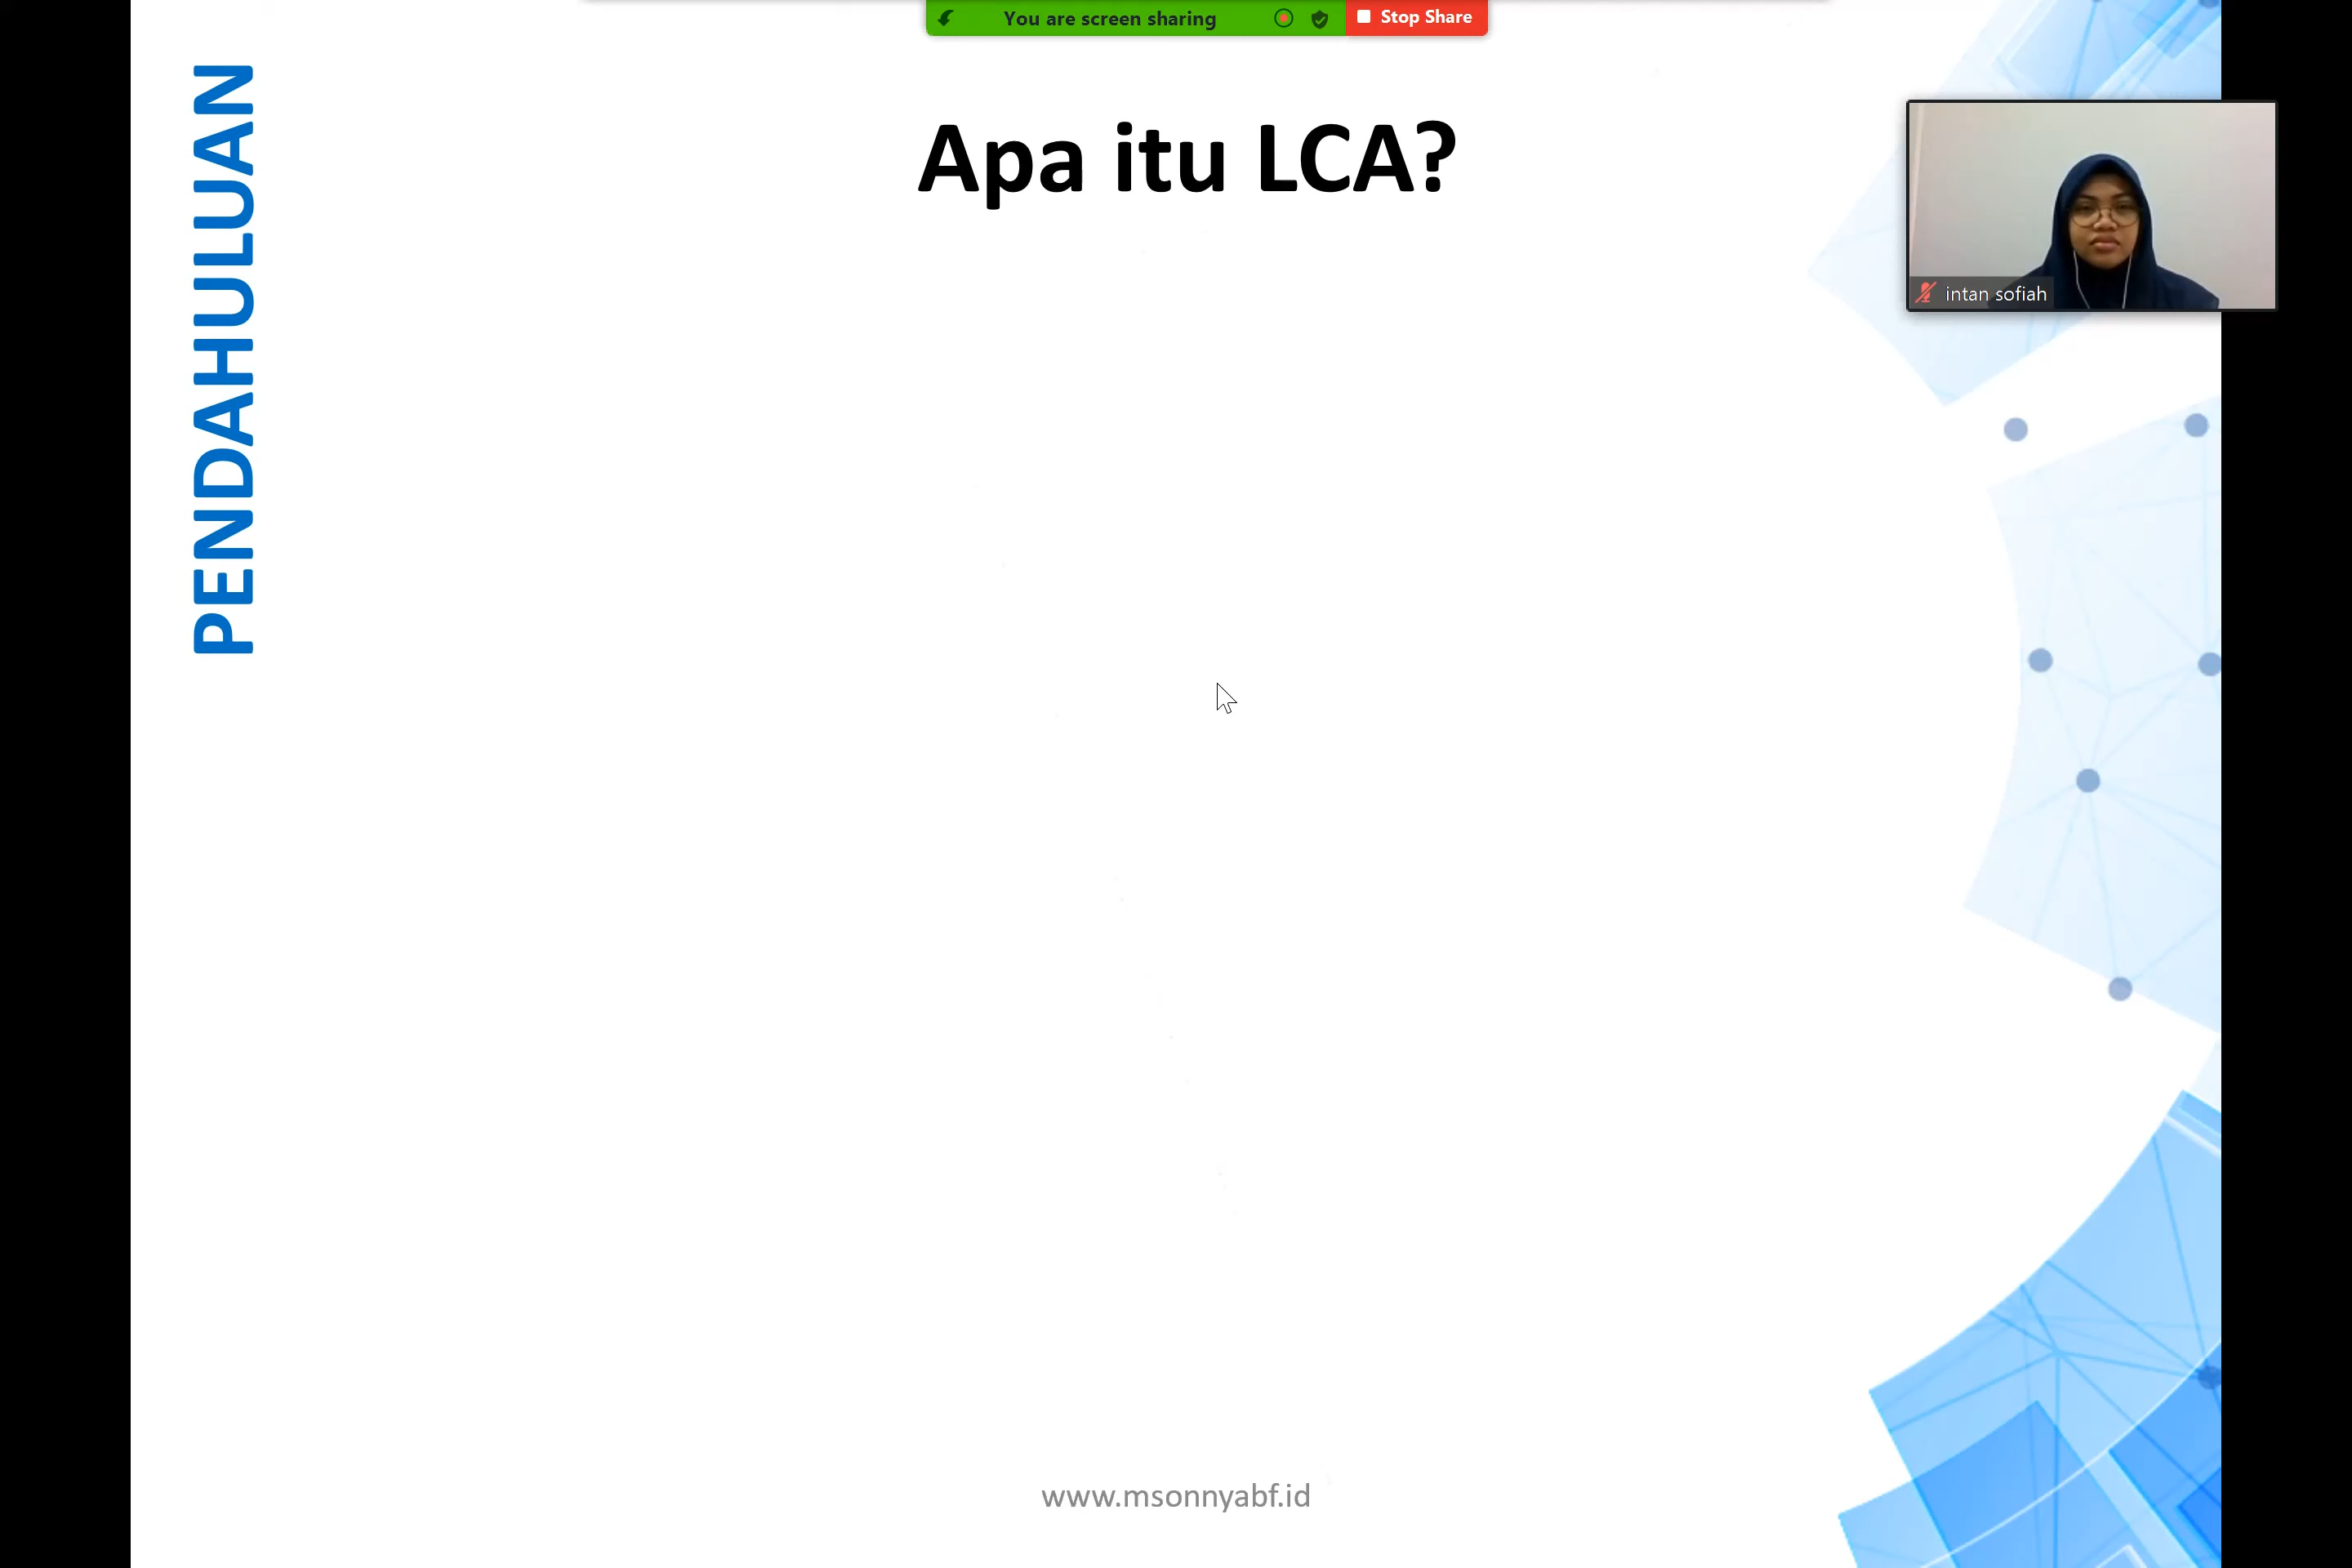 You are screen sharing
Stop Share
PENDAHULUAN
Apa itu LCA?
intan sofiah
www.msonnyabf.id